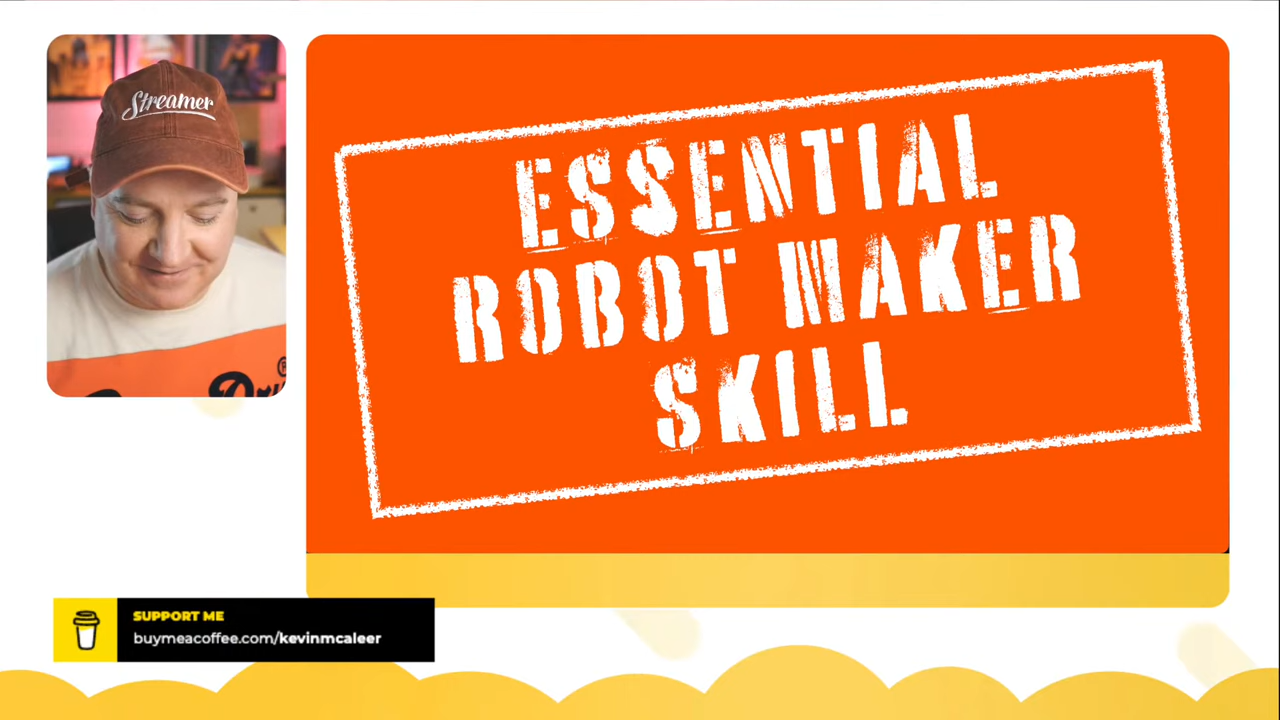 Streamer
ESSENTIAL
ROBOT MAKER
SKILL
SUPPORT ME
buymeacoffee.com/kevinmcaleer